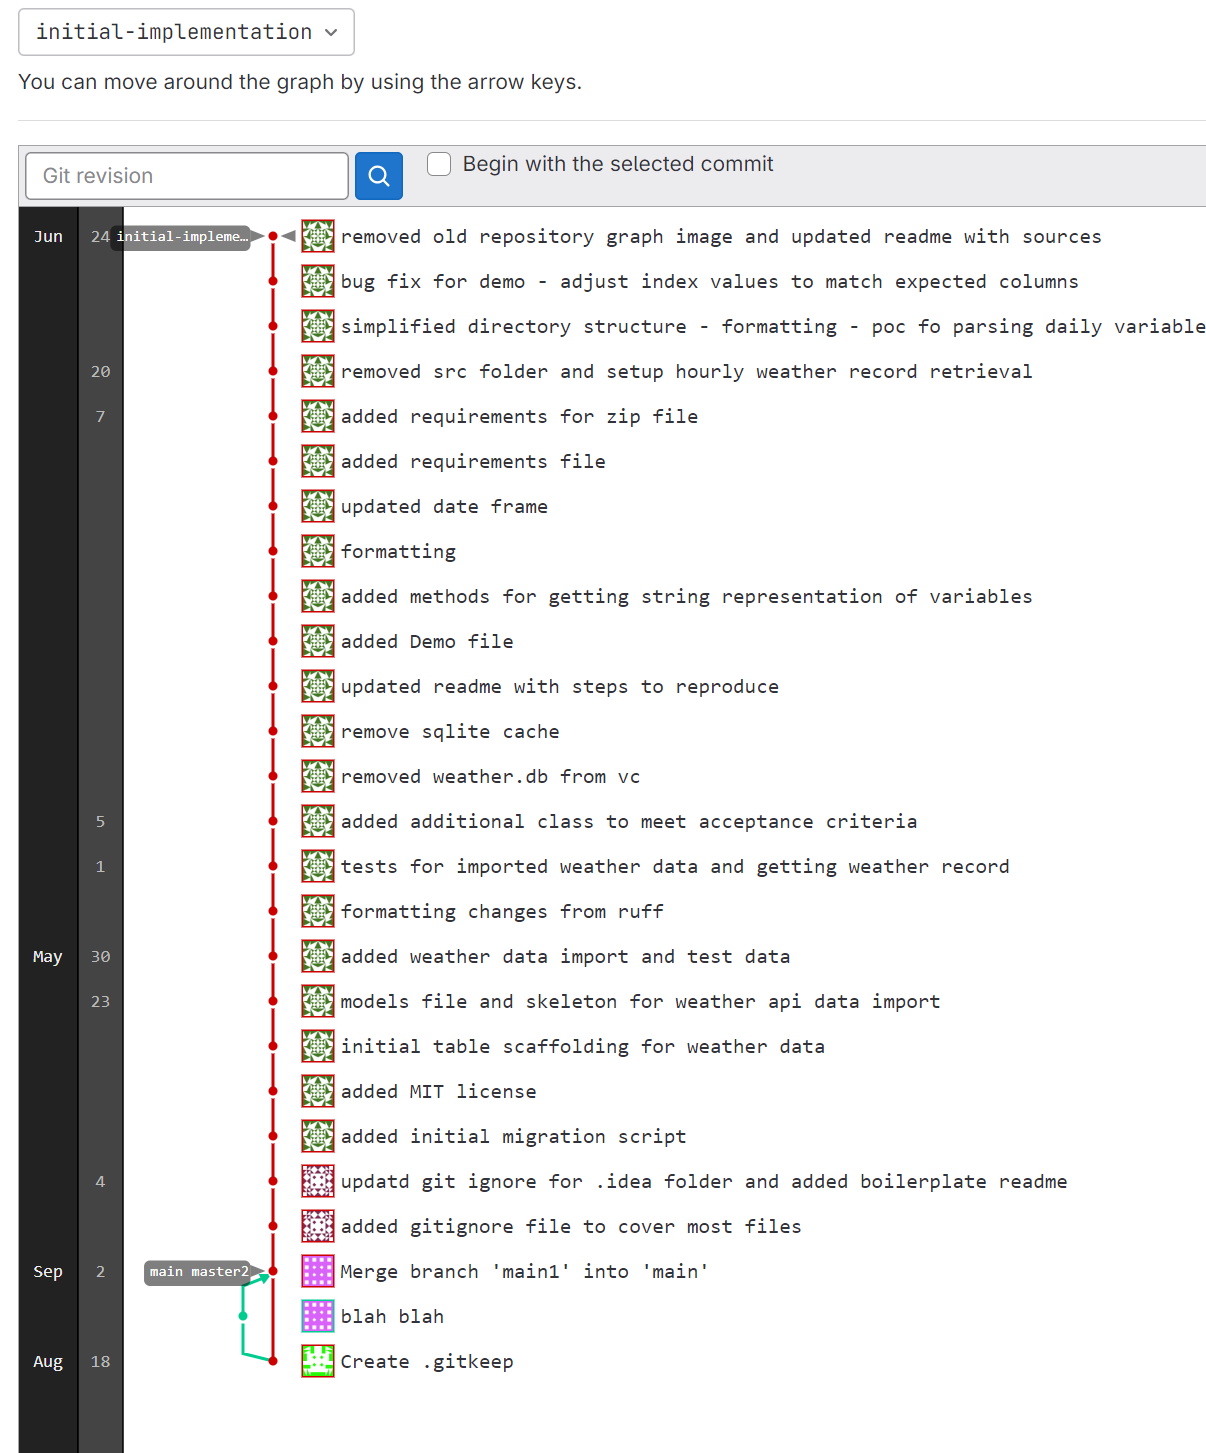 initial-implementation
You can move around the graph by using the arrow keys.
Git revision
Begin with the selected commit
Jun 24 initial-impleme… removed old repository graph image and updated readme with sources
bug fix for demo - adjust index values to match expected columns
simplified directory structure - formatting - poc fo parsing daily variable
20 removed src folder and setup hourly weather record retrieval
7 added requirements for zip file
added requirements file
updated date frame
formatting
added methods for getting string representation of variables
added Demo file
updated readme with steps to reproduce
remove sqlite cache
removed weather.db from vc
5 added additional class to meet acceptance criteria
1 tests for imported weather data and getting weather record
formatting changes from ruff
May 30 added weather data import and test data
23 models file and skeleton for weather api data import
initial table scaffolding for weather data
added MIT license
added initial migration script
4 updatd git ignore for .idea folder and added boilerplate readme
added gitignore file to cover most files
Sep 2 main master2 Merge branch 'main1' into 'main'
blah blah
Aug 18 Create .gitkeep